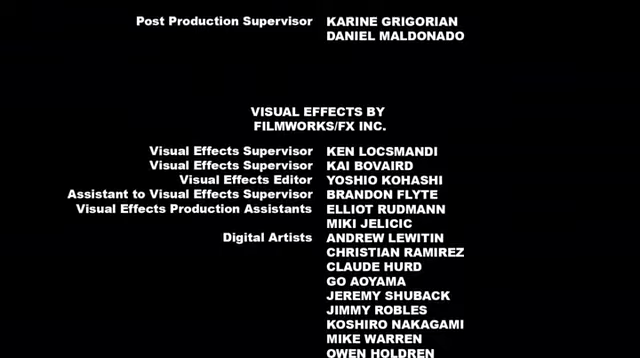 Post Production Supervisor KARINE GRIGORIAN
DANIEL MALDONADO
VISUAL EFFECTS BY
FILMWORKS/FX INC.
Visual Effects Supervisor KEN LOCSMANDI
Visual Effects Supervisor KAI BOVAIRD
Visual Effects Editor YOSHIO KOHASHI
Assistant to Visual Effects Supervisor BRANDON FLYTE
Visual Effects Production Assistants ELLIOT RUDMANN
MIKI JELICIC
Digital Artists ANDREW LEWITIN
CHRISTIAN RAMIREZ
CLAUDE HURD
GO AOYAMA
JEREMY SHUBACK
JIMMY ROBLES
KOSHIRO NAKAGAMI
MIKE WARREN
OWEN HOLDREN